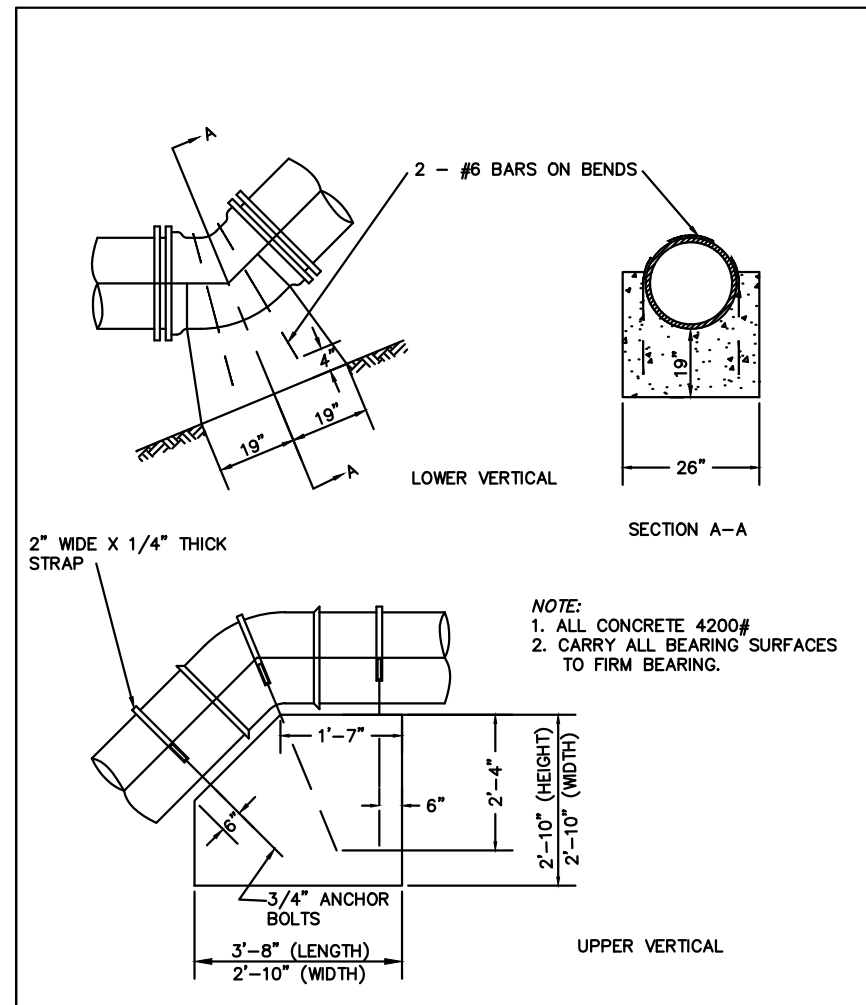 A
2 - #6 BARS ON BENDS
4"
19"
19"
A
LOWER VERTICAL
19"
26"
SECTION A-A
2" WIDE X 1/4" THICK
STRAP
NOTE:
1. ALL CONCRETE 4200#
2. CARRY ALL BEARING SURFACES
TO FIRM BEARING.
1'-7"
2'-4"
2'-10" (HEIGHT)
2'-10" (WIDTH)
6"
6"
3/4" ANCHOR
BOLTS
3'-8" (LENGTH)
2'-10" (WIDTH)
UPPER VERTICAL